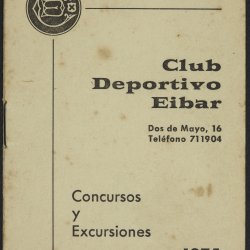 Club
Deportivo
Eibar
Dos de Mayo, 16
Teléfono 711904
Concursos
y
Excursiones